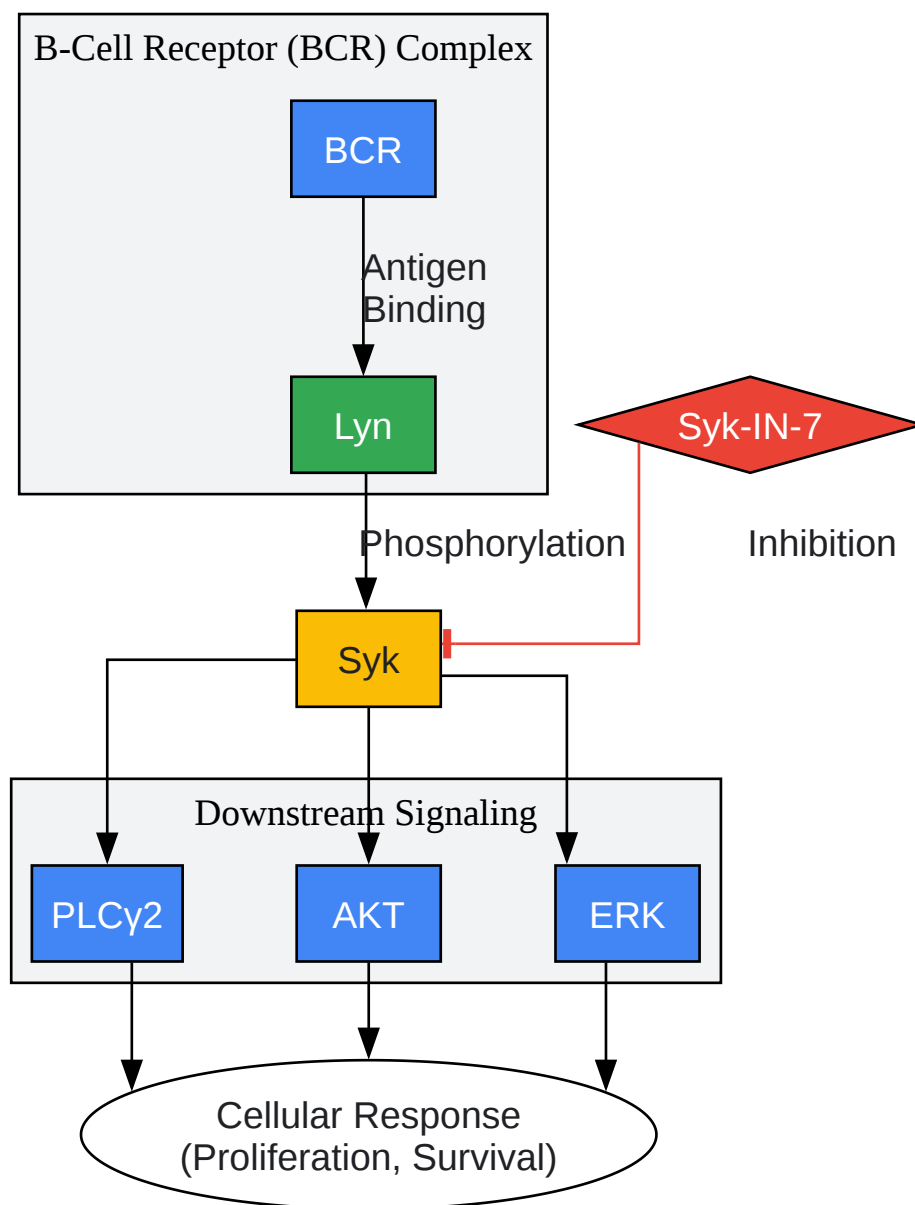 B-Cell Receptor (BCR) Complex
BCR
Antigen
Binding
Lyn
Syk-IN-7
Phosphorylation
Inhibition
Syk
Downstream Signaling
PLCγ2
AKT
ERK
Cellular Response
(Proliferation, Survival)